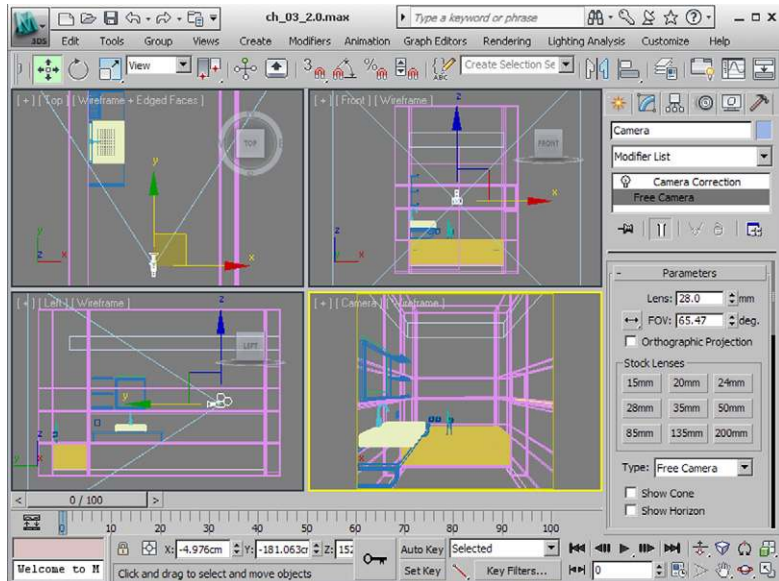 ch_03_2.0.max
Type a keyword or phrase
3DS
Edit Tools Group Views Create Modifiers Animation Graph Editors Rendering Lighting Analysis Customize Help
View
3
%
ABC
Create Selection Se
[ + ] [ Top ] [ Wireframe + Edged Faces ]
TOP
y
x
z
[ + ] [ Front ] [ Wireframe ]
FRONT
z
x
[ + ] [ Left ] [ Wireframe ]
LEFT
z
y
[ + ] [ Camera ] [ Wireframe ]
Camera
Modifier List
Camera Correction
Free Camera
- Parameters
Lens: 28.0 mm
FOV: 65.47 deg.
Orthographic Projection
Stock Lenses
15mm 20mm 24mm
28mm 35mm 50mm
85mm 135mm 200mm
Type: Free Camera
Show Cone
Show Horizon
< 0 / 100 >
0 10 20 30 40 50 60 70 80 90 100
X: -4.976cm Y: -181.063cr Z: 152
Auto Key Selected
Set Key Key Filters...
0
Welcome to M
Click and drag to select and move objects